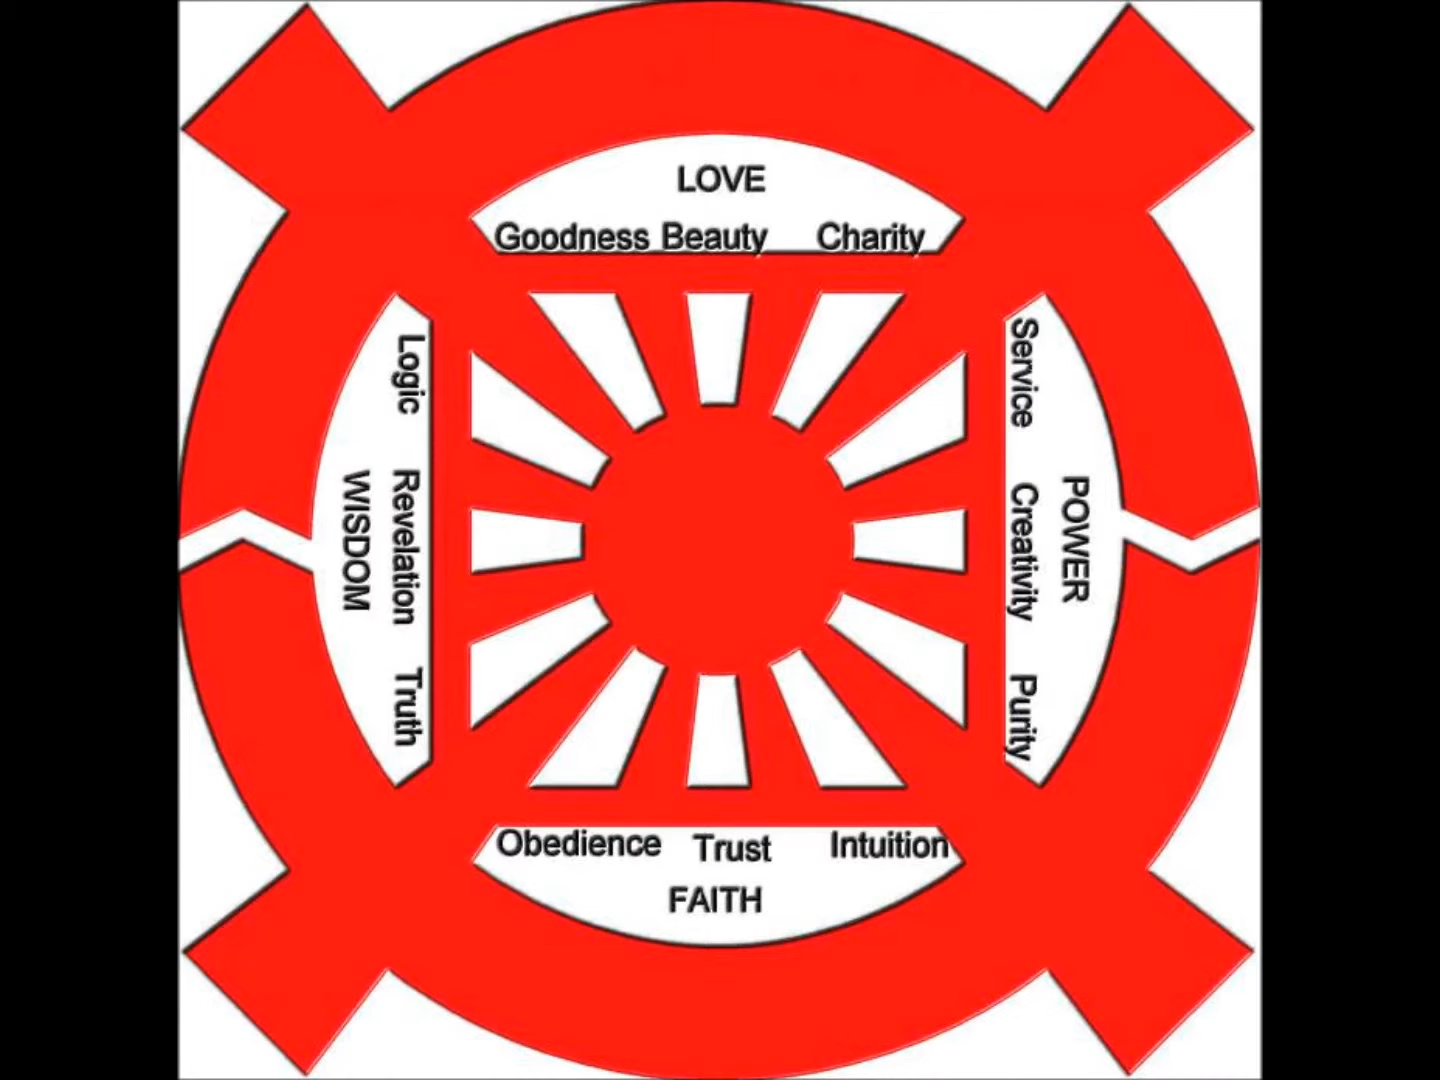 LOVE
Goodness Beauty Charity
Logic Revelation Truth
WISDOM
Service Creativity Purity
POWER
Obedience Trust Intuition
FAITH